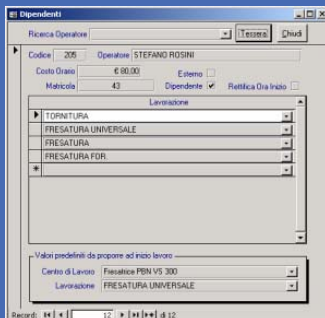 Dipendenti
Ricerca Operatore Tessera Chiudi
Codice 205 Operatore STEFANO ROSINI
Costo Orario € 80,00 Esterno
Matricola 43 Dipendente Rettifica Ora Inizio
Lavorazione
TORNITURA
FRESATURA UNIVERSALE
FRESATURA
FRESATURA FOR.
Valori predefiniti da proporre ad inizio lavoro
Centro di Lavoro Fresatrice PBN VS 300
Lavorazione FRESATURA UNIVERSALE
Record: 12 di 12